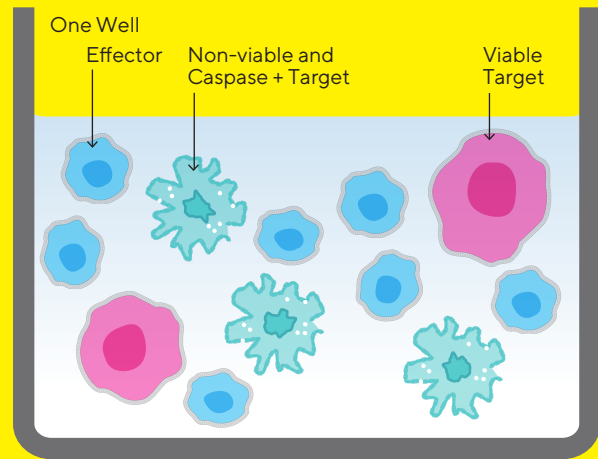 One Well
Effector
Non-viable and
Caspase + Target
Viable
Target